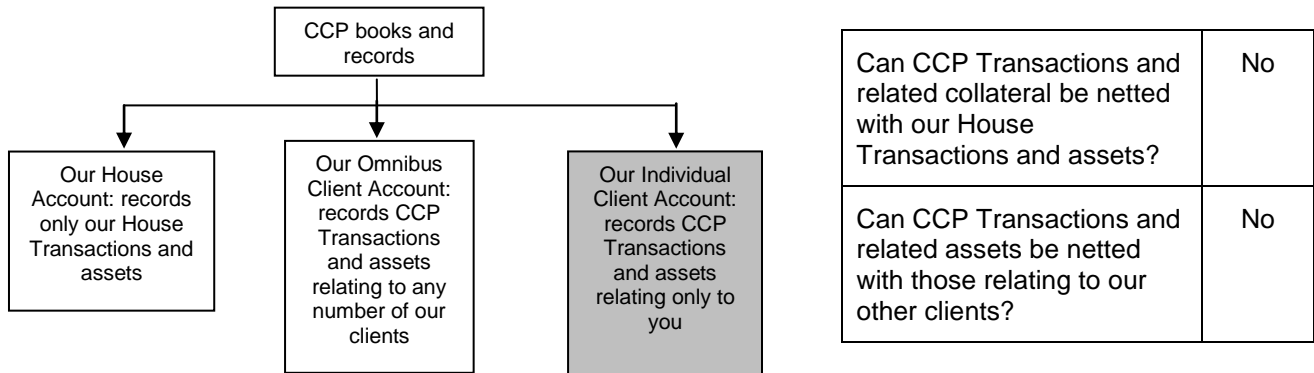 CCP books and
records
Our House
Account: records
only our House
Transactions and
assets
Our Omnibus
Client Account:
records CCP
Transactions
and assets
relating to any
number of our
clients
Our Individual
Client Account:
records CCP
Transactions
and assets
relating only to
you
Can CCP Transactions and
related collateral be netted
with our House
Transactions and assets?
No
Can CCP Transactions and
related assets be netted
with those relating to our
other clients?
No